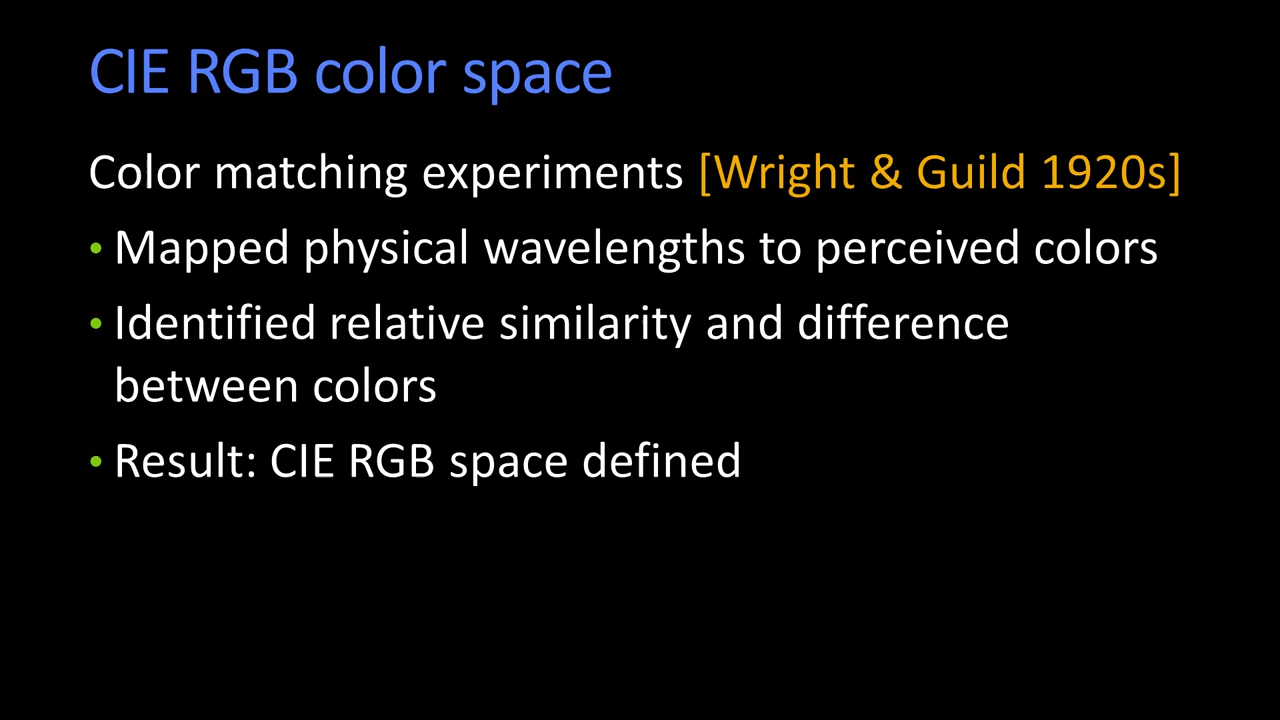 CIE RGB color space
Color matching experiments [Wright & Guild 1920s]
• Mapped physical wavelengths to perceived colors
• Identified relative similarity and difference
between colors
• Result: CIE RGB space defined